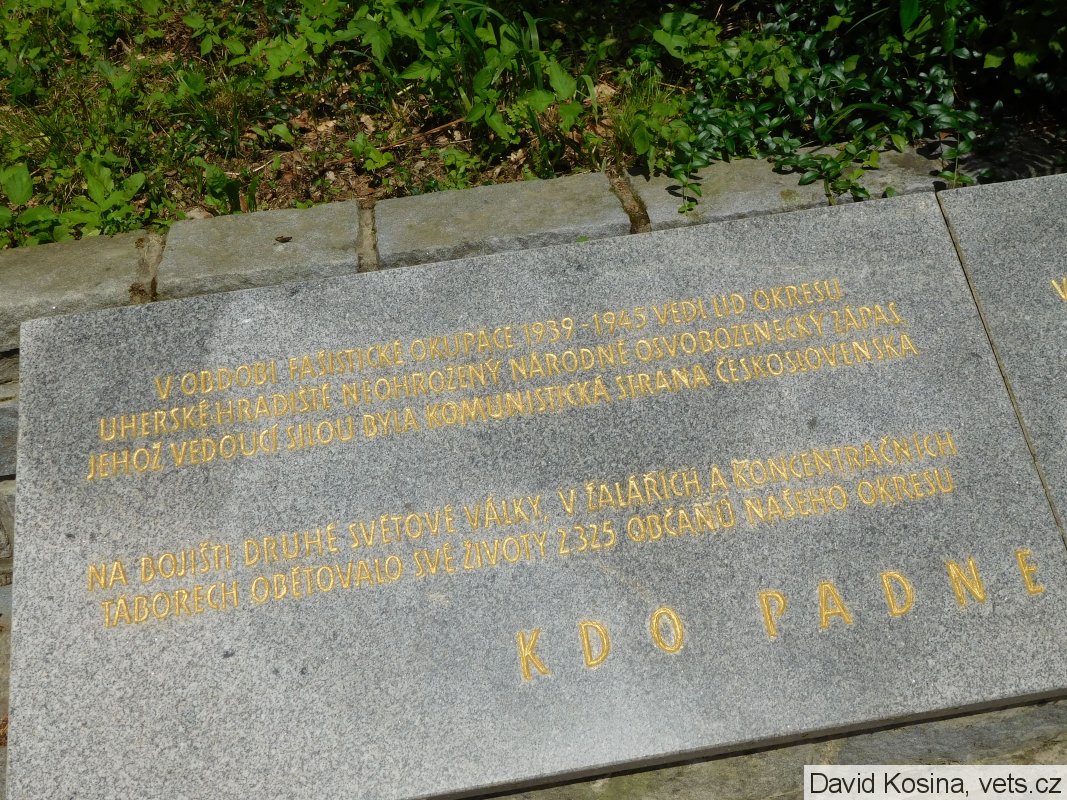 V OBDOBÍ FAŠISTICKÉ OKUPACE 1939 - 1945 VEDL LID OKRESU
UHERSKÉ HRADIŠTĚ NEOHROŽENÝ NÁRODNĚ OSVOBOZENECKÝ ZÁPAS
JEHOŽ VEDOUCÍ SILOU BYLA KOMUNISTICKÁ STRANA ČESKOSLOVENSKA
NA BOJIŠTI DRUHÉ SVĚTOVÉ VÁLKY, V ŽALÁŘÍCH A KONCENTRAČNÍCH
TÁBORECH OBĚTOVALO SVÉ ŽIVOTY 2 325 OBČANŮ NAŠEHO OKRESU
KDO PADNE
V
David Kosina, vets.cz